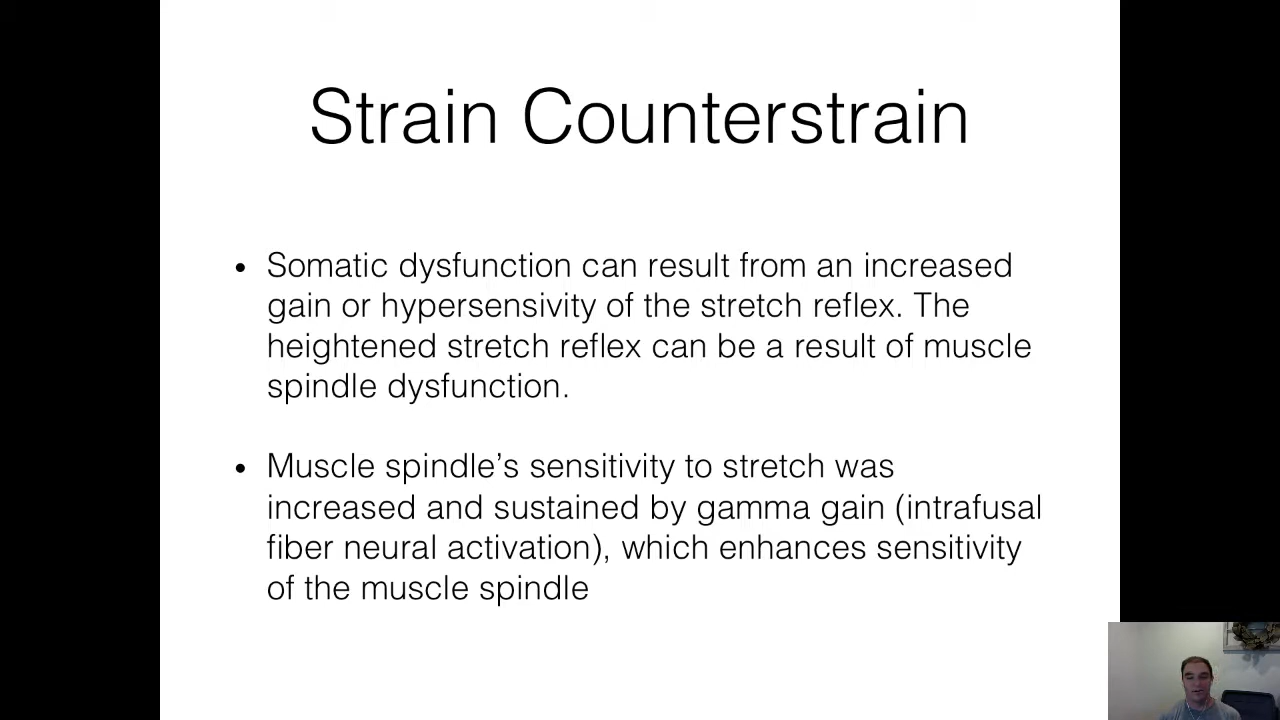 Strain Counterstrain
• Somatic dysfunction can result from an increased
gain or hypersensivity of the stretch reflex. The
heightened stretch reflex can be a result of muscle
spindle dysfunction.
• Muscle spindle’s sensitivity to stretch was
increased and sustained by gamma gain (intrafusal
fiber neural activation), which enhances sensitivity
of the muscle spindle